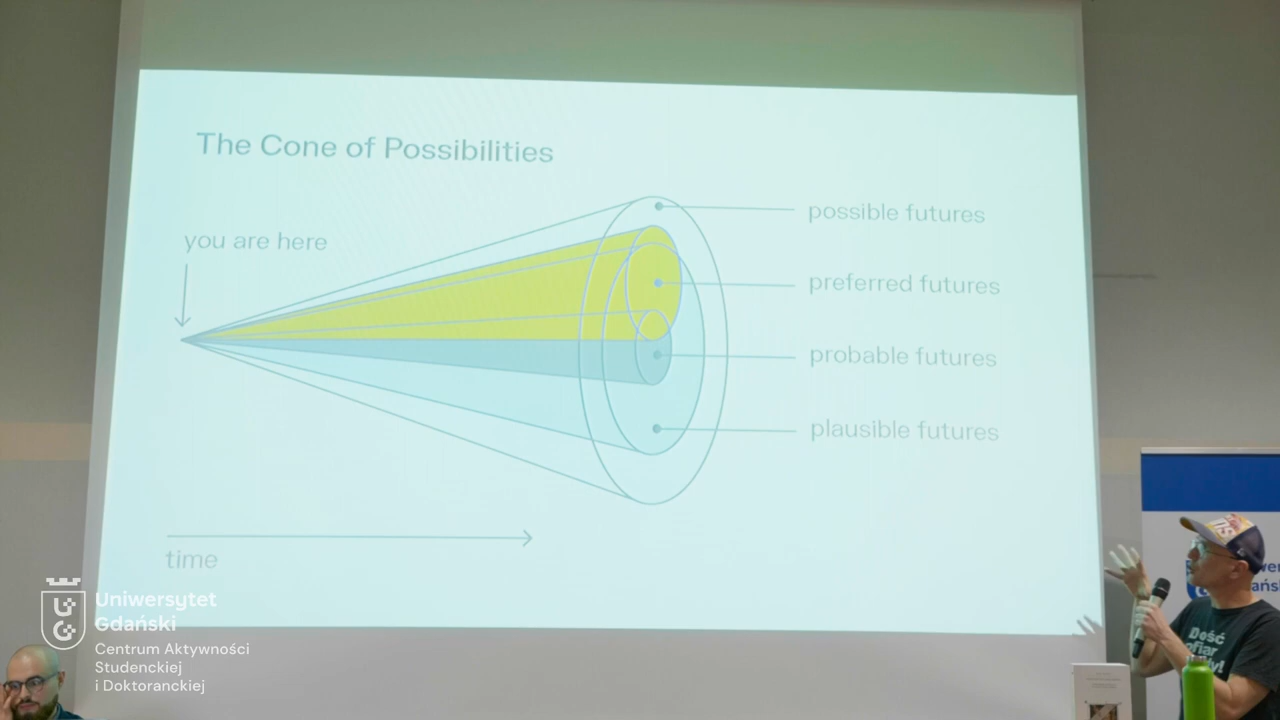 The Cone of Possibilities
you are here
possible futures
preferred futures
probable futures
plausible futures
time
Uniwersytet
Gdański
Centrum Aktywności
Studenckiej
i Doktoranckiej